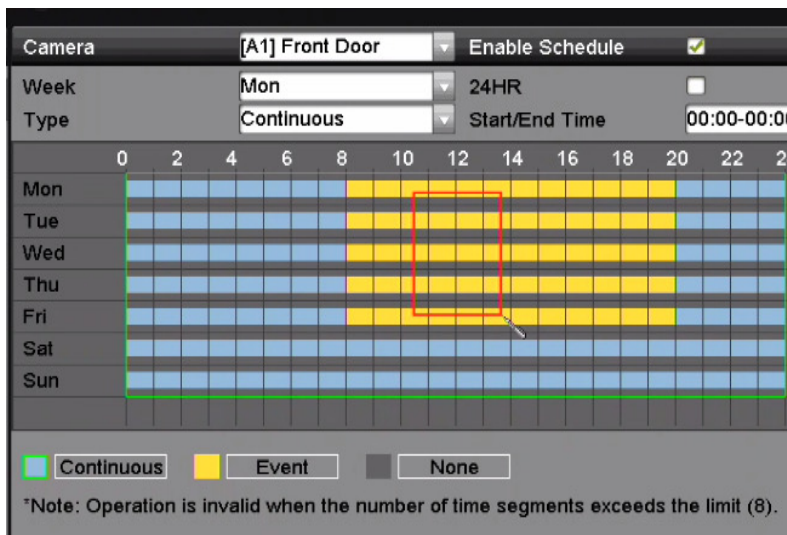 Camera [A1] Front Door Enable Schedule
Week Mon 24HR
Type Continuous Start/End Time 00:00-00:0
0 2 4 6 8 10 12 14 16 18 20 22 2
Mon
Tue
Wed
Thu
Fri
Sat
Sun
Continuous Event None
*Note: Operation is invalid when the number of time segments exceeds the limit (8).